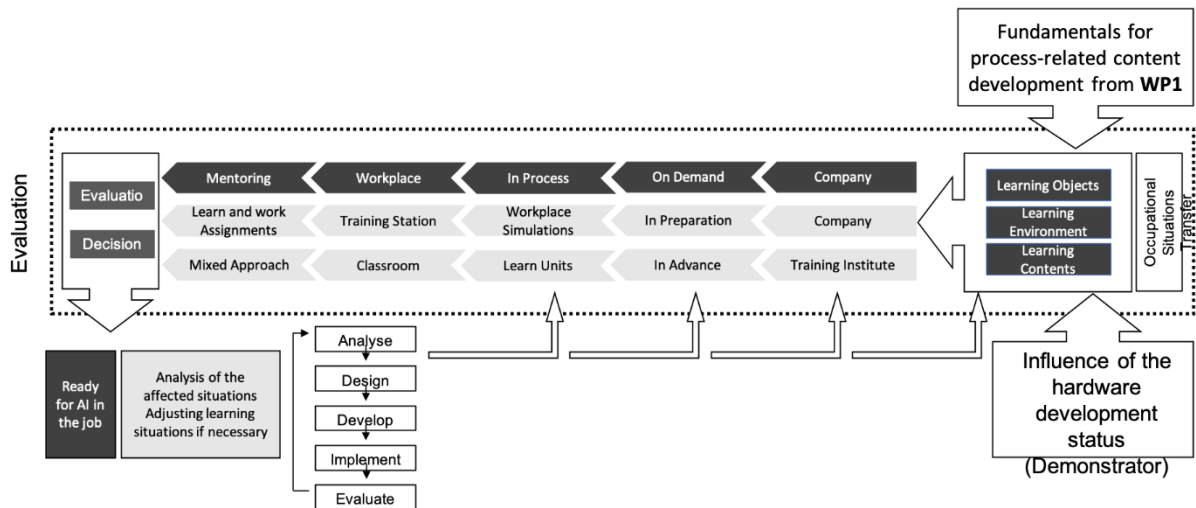 Fundamentals for
process-related content
development from WP1
Evaluation
Evaluatio
Decision
Mentoring
Workplace
In Process
On Demand
Company
Learn and work
Assignments
Training Station
Workplace
Simulations
In Preparation
Company
Mixed Approach
Classroom
Learn Units
In Advance
Training Institute
Learning Objects
Learning
Environment
Learning
Contents
Occupational
Situations
Transfer
Ready
for AI in
the job
Analysis of the
affected situations
Adjusting learning
situations if necessary
Analyse
Design
Develop
Implement
Evaluate
Influence of the
hardware
development
status
(Demonstrator)